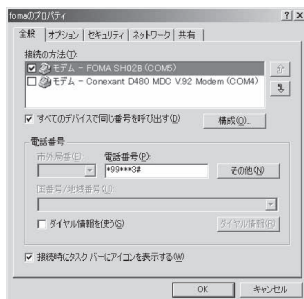 fomaのプロパティ
全般 オプション セキュリティ ネットワーク 共有
接続の方法(T):
モデム - FOMA SH02B (COM5)
モデム - Conexant D480 MDC V.92 Modem (COM4)
すべてのデバイスで同じ番号を呼び出す(D)
構成(O)...
電話番号
市外局番(E): 電話番号(P):
*99***3#
その他(N)
国番号/地域番号(U):
ダイヤル情報を使う(S)
ダイヤル情報(R)
接続時にタスク バーにアイコンを表示する(W)
OK キャンセル